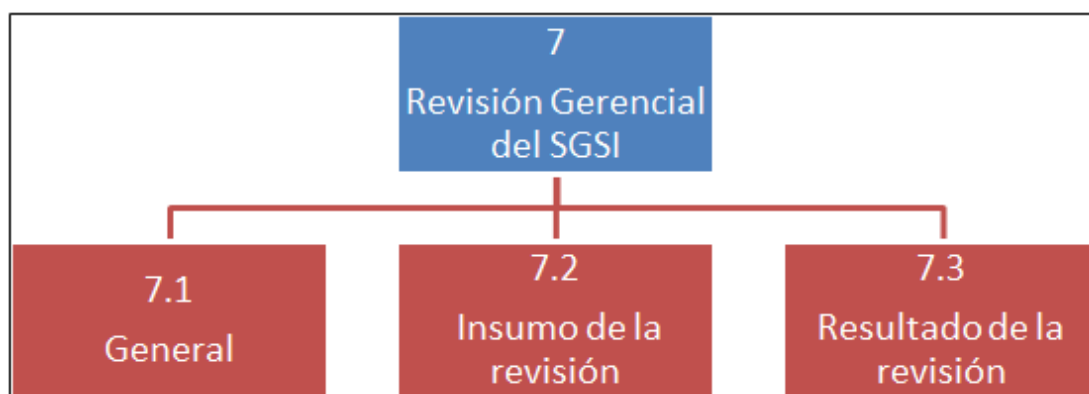 7
Revisión Gerencial
del SGSI
7.1
General
7.2
Insumo de la
revisión
7.3
Resultado de la
revisión